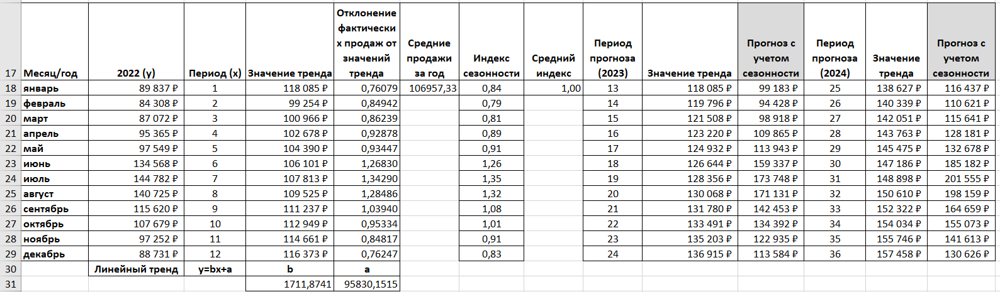 Отклонение
фактически
х продаж от
значений
тренда
Средние
продажи
за год
Индекс
сезонности
Средний
индекс
Период
прогноза
(2023)
Прогноз с
учетом
сезонности
Период
прогноза
(2024)
Значение
тренда
Прогноз с
учетом
сезонности
17 Месяц/год 2022 (y) Период (x) Значение тренда Значение тренда
18 январь 89 837 ₽ 1 118 085 ₽ 0,76079 106957,33 0,84 1,00 13 118 085 ₽ 99 183 ₽ 25 138 627 ₽ 116 437 ₽
19 февраль 84 308 ₽ 2 99 254 ₽ 0,84942 0,79 14 119 796 ₽ 94 428 ₽ 26 140 339 ₽ 110 621 ₽
20 март 87 072 ₽ 3 100 966 ₽ 0,86239 0,81 15 121 508 ₽ 98 918 ₽ 27 142 051 ₽ 115 641 ₽
21 апрель 95 365 ₽ 4 102 678 ₽ 0,92878 0,89 16 123 220 ₽ 109 865 ₽ 28 143 763 ₽ 128 181 ₽
22 май 97 549 ₽ 5 104 390 ₽ 0,93447 0,91 17 124 932 ₽ 113 943 ₽ 29 145 475 ₽ 132 678 ₽
23 июнь 134 568 ₽ 6 106 101 ₽ 1,26830 1,26 18 126 644 ₽ 159 337 ₽ 30 147 186 ₽ 185 182 ₽
24 июль 144 782 ₽ 7 107 813 ₽ 1,34290 1,35 19 128 356 ₽ 173 748 ₽ 31 148 898 ₽ 201 555 ₽
25 август 140 725 ₽ 8 109 525 ₽ 1,28486 1,32 20 130 068 ₽ 171 131 ₽ 32 150 610 ₽ 198 159 ₽
26 сентябрь 115 620 ₽ 9 111 237 ₽ 1,03940 1,08 21 131 780 ₽ 142 453 ₽ 33 152 322 ₽ 164 659 ₽
27 октябрь 107 679 ₽ 10 112 949 ₽ 0,95334 1,01 22 133 491 ₽ 134 392 ₽ 34 154 034 ₽ 155 073 ₽
28 ноябрь 97 252 ₽ 11 114 661 ₽ 0,84817 0,91 23 135 203 ₽ 122 935 ₽ 35 155 746 ₽ 141 613 ₽
29 декабрь 88 731 ₽ 12 116 373 ₽ 0,76247 0,83 24 136 915 ₽ 113 584 ₽ 36 157 458 ₽ 130 626 ₽
30 Линейный тренд y=bx+a b a
31 1711,8741 95830,1515